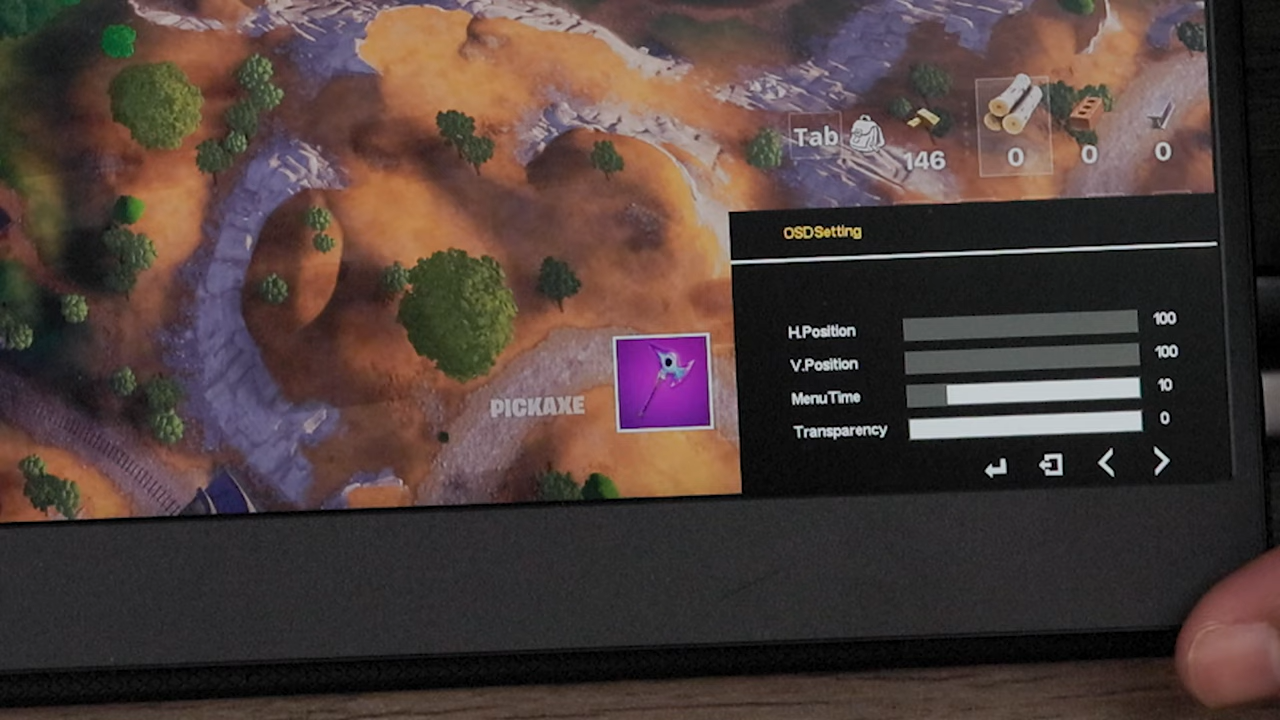 Tab
146 0 0 0
OSDSetting
H.Position 100
V.Position 100
MenuTime 10
Transparency 0
PICKAXE